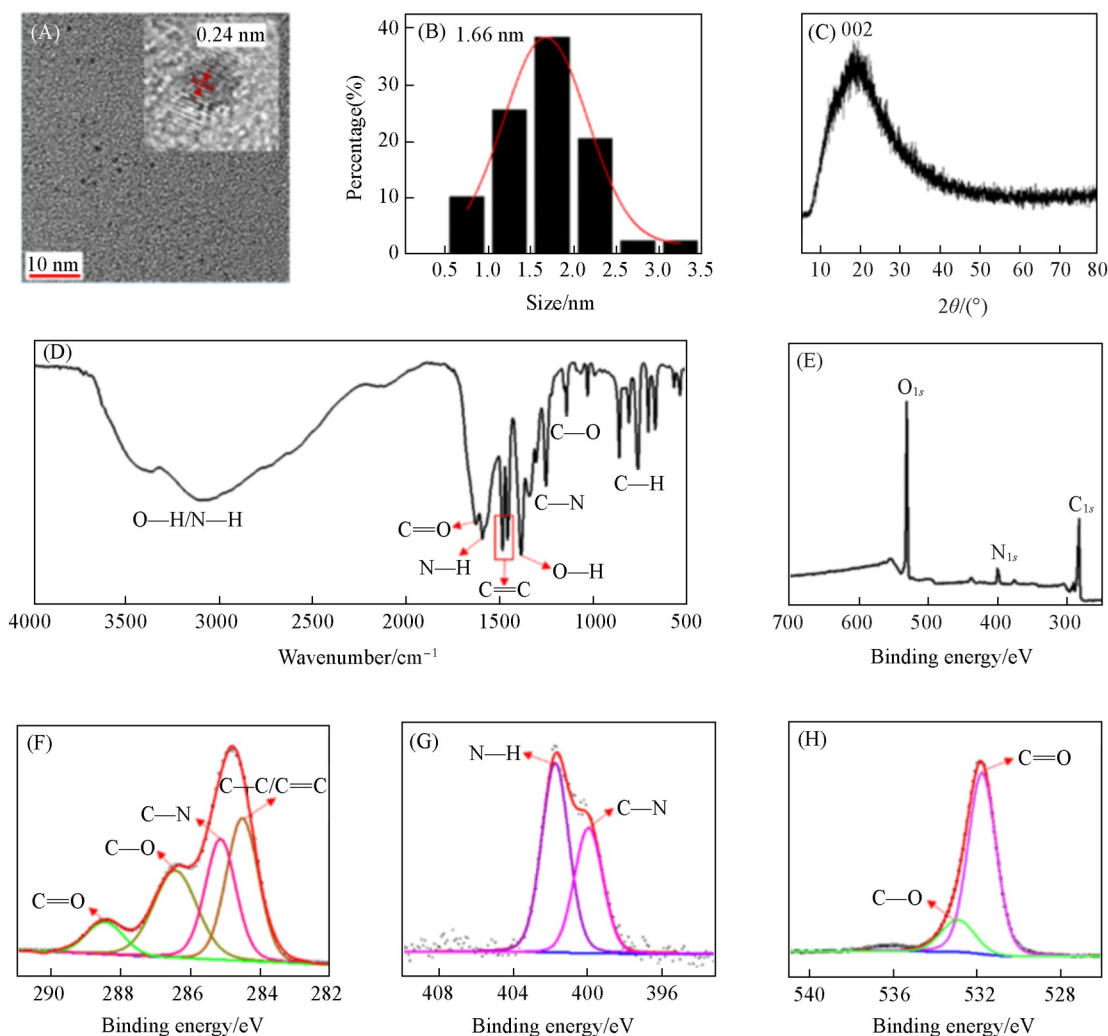 (A)
0.24 nm
10 nm
(B)
1.66 nm
40
30
20
10
0
Percentage(%)
0.5 1.0 1.5 2.0 2.5 3.0 3.5
Size/nm
(C)
002
10 20 30 40 50 60 70 80
2θ/(°)
(D)
O—H/N—H
C═O
N—H
C═C
O—H
C—N
C—O
C—H
4000 3500 3000 2500 2000 1500 1000 500
Wavenumber/cm⁻¹
(E)
O1s
N1s
C1s
700 600 500 400 300
Binding energy/eV
(F)
C—C/C═C
C—N
C—O
C═O
290 288 286 284 282
Binding energy/eV
(G)
N—H
C—N
408 404 400 396
Binding energy/eV
(H)
C═O
C—O
540 536 532 528
Binding energy/eV